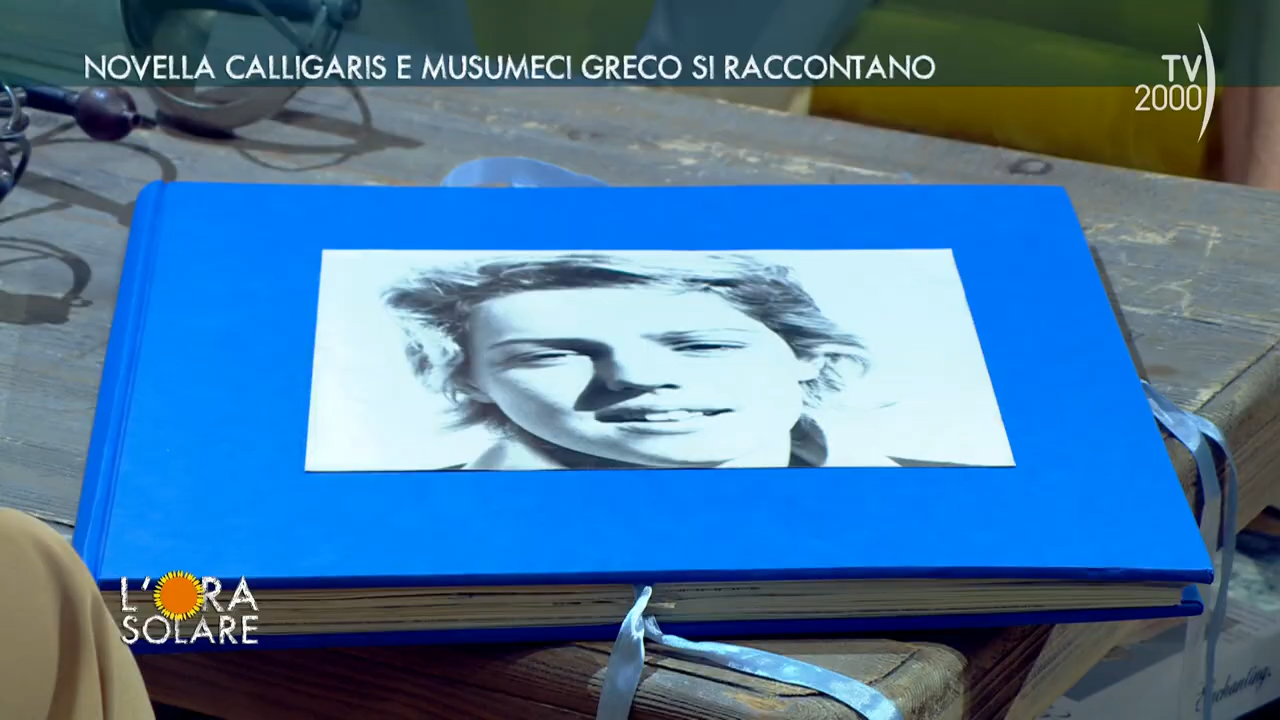 NOVELLA CALLIGARIS E MUSUMECI GRECO SI RACCONTANO
TV
2000
L'ORA
SOLARE